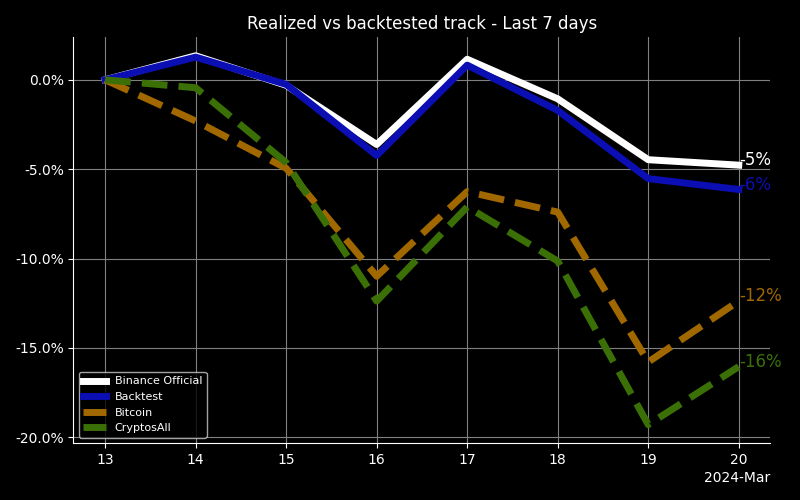 Realized vs backtested track - Last 7 days
0.0%
-5.0%
-10.0%
-15.0%
-20.0%
-5%
-6%
-12%
-16%
Binance Official
Backtest
Bitcoin
CryptosAll
13 14 15 16 17 18 19 20
2024-Mar